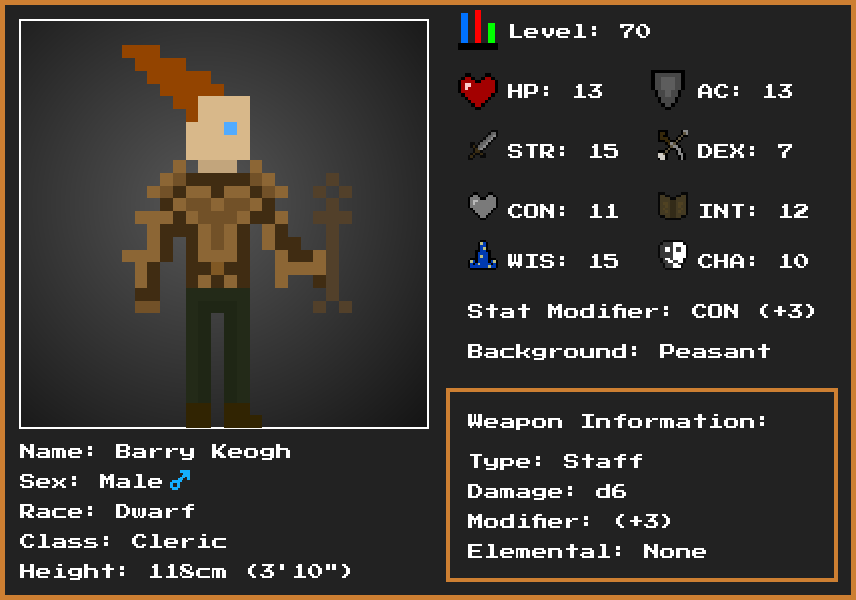 Level: 70
HP: 13 AC: 13
STR: 15 DEX: 7
CON: 11 INT: 12
WIS: 15 CHA: 10
Stat Modifier: CON (+3)
Background: Peasant
Weapon Information:
Type: Staff
Damage: d6
Modifier: (+3)
Elemental: None
Name: Barry Keogh
Sex: Male♂
Race: Dwarf
Class: Cleric
Height: 118cm (3'10")